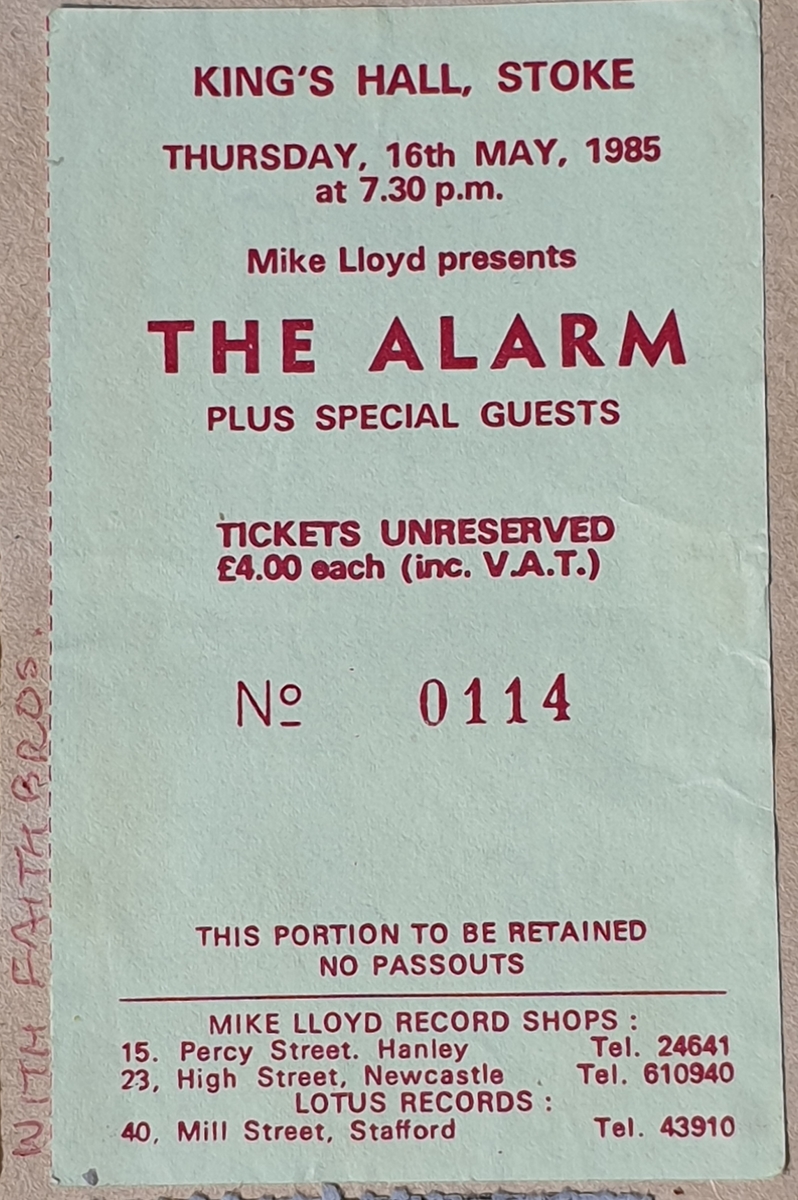 KING'S HALL, STOKE
THURSDAY, 16th MAY, 1985
at 7.30 p.m.
Mike Lloyd presents
THE ALARM
PLUS SPECIAL GUESTS
TICKETS UNRESERVED
£4.00 each (inc. V.A.T.)
Nº 0114
THIS PORTION TO BE RETAINED
NO PASSOUTS
MIKE LLOYD RECORD SHOPS :
15. Percy Street. Hanley Tel. 24641
23, High Street, Newcastle Tel. 610940
LOTUS RECORDS :
40, Mill Street, Stafford Tel. 43910
WITH FAITH BROS.